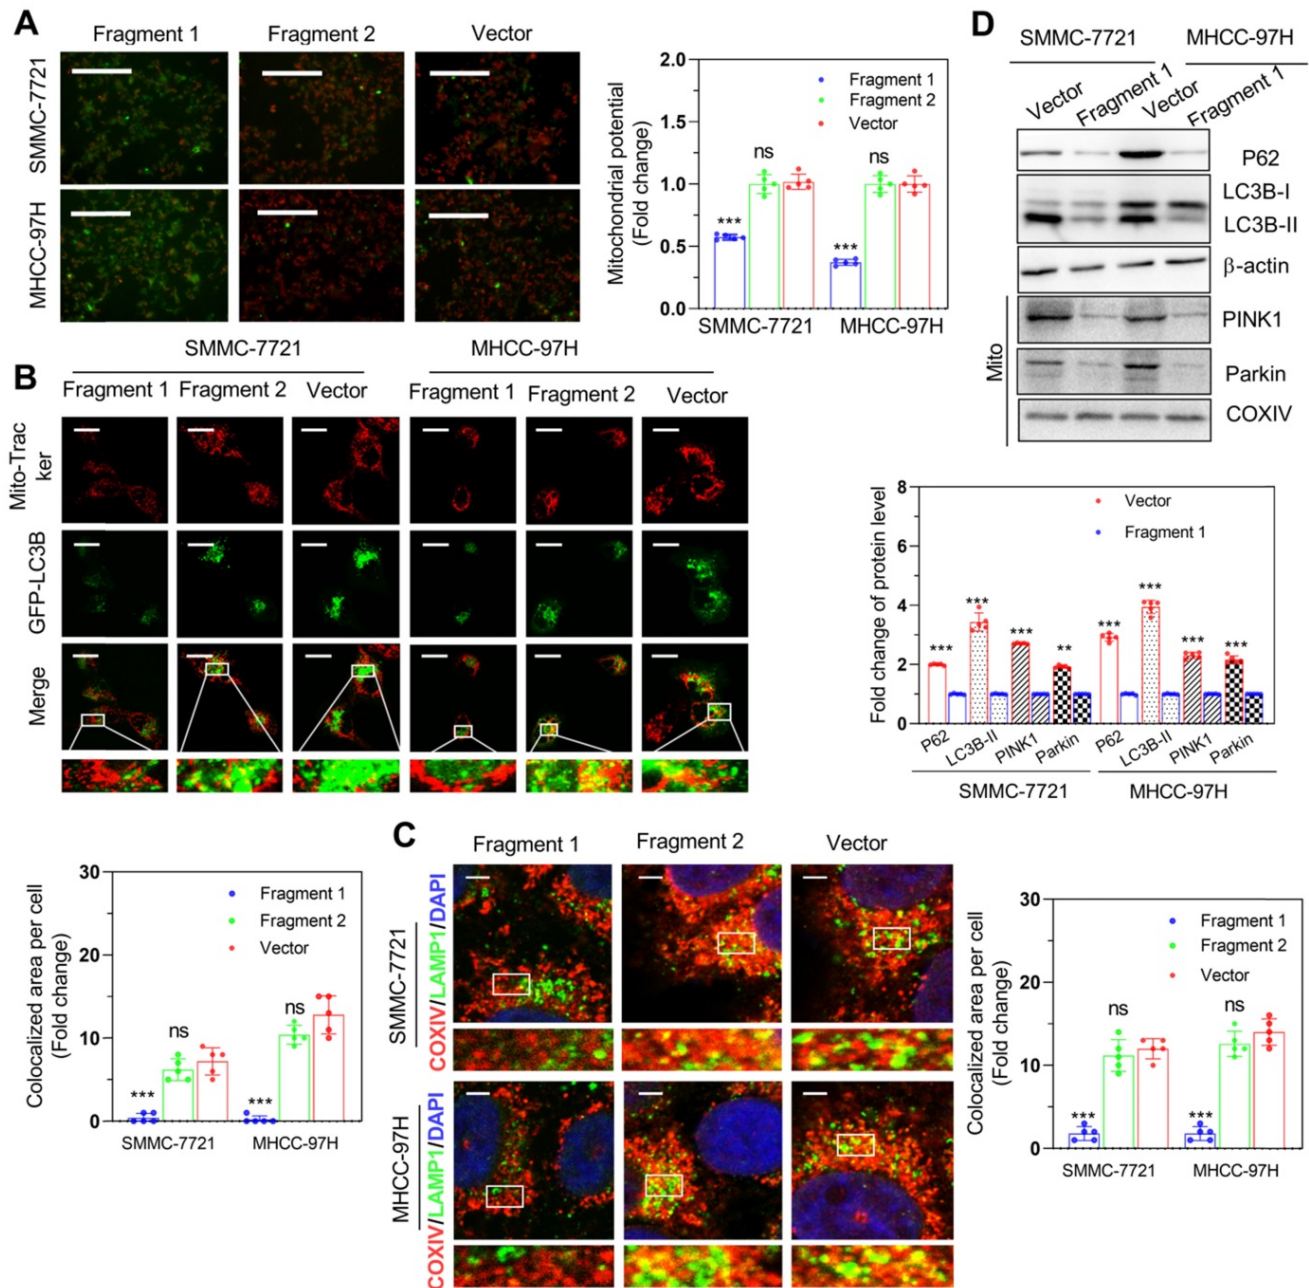 A
Fragment 1
Fragment 2
Vector
SMMC-7721
MHCC-97H
Mitochondrial potential
(Fold change)
2.0
1.5
1.0
0.5
0.0
Fragment 1
Fragment 2
Vector
***
ns
***
ns
SMMC-7721
MHCC-97H
D
SMMC-7721
MHCC-97H
Vector
Fragment 1
Vector
Fragment 1
P62
LC3B-I
LC3B-II
β-actin
Mito
PINK1
Parkin
COXIV
B
SMMC-7721
MHCC-97H
Fragment 1
Fragment 2
Vector
Fragment 1
Fragment 2
Vector
Mito-Trac
ker
GFP-LC3B
Merge
Fold change of protein level
8
6
4
2
0
Vector
Fragment 1
***
***
***
**
***
***
***
***
P62
LC3B-II
PINK1
Parkin
P62
LC3B-II
PINK1
Parkin
SMMC-7721
MHCC-97H
Colocalized area per cell
(Fold change)
30
20
10
0
Fragment 1
Fragment 2
Vector
***
ns
***
ns
SMMC-7721
MHCC-97H
C
Fragment 1
Fragment 2
Vector
SMMC-7721
COXIV/LAMP1/DAPI
MHCC-97H
COXIV/LAMP1/DAPI
Colocalized area per cell
(Fold change)
30
20
10
0
Fragment 1
Fragment 2
Vector
***
ns
***
ns
SMMC-7721
MHCC-97H